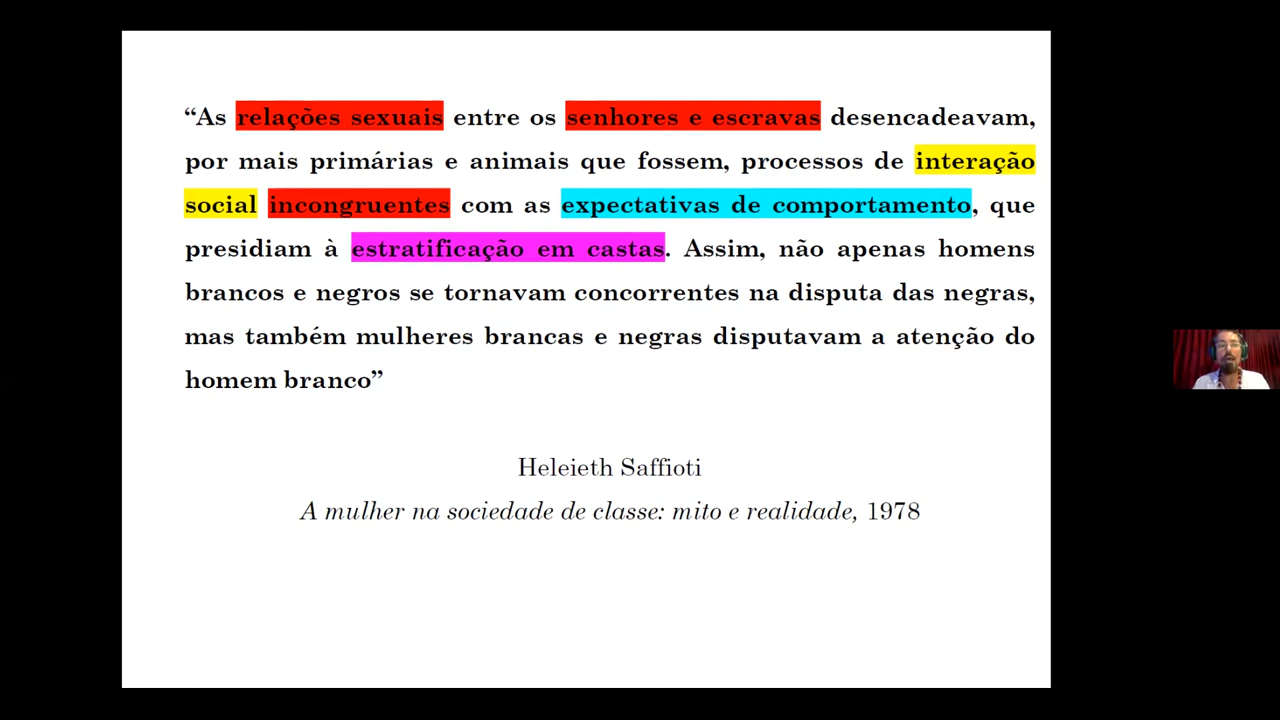 “As relações sexuais entre os senhores e escravas desencadeavam,
por mais primárias e animais que fossem, processos de interação
social incongruentes com as expectativas de comportamento, que
presidiam à estratificação em castas. Assim, não apenas homens
brancos e negros se tornavam concorrentes na disputa das negras,
mas também mulheres brancas e negras disputavam a atenção do
homem branco”
Heleieth Saffioti
A mulher na sociedade de classe: mito e realidade, 1978